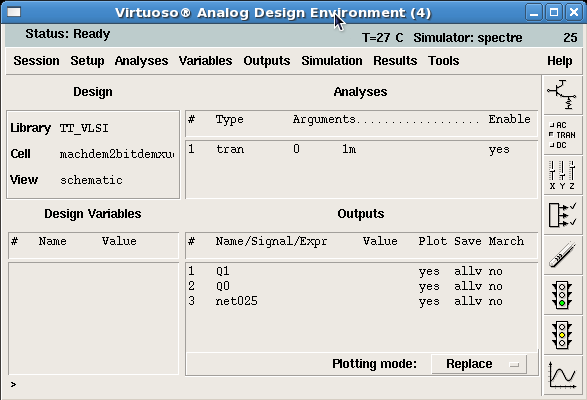 Virtuoso® Analog Design Environment (4)
Status: Ready T=27 C Simulator: spectre 25
Session Setup Analyses Variables Outputs Simulation Results Tools Help
Design
Library TT_VLSI
Cell machdem2bitdemxu
View schematic
Analyses
# Type Arguments................... Enable
1 tran 0 1m yes
Design Variables
# Name Value
Outputs
# Name/Signal/Expr Value Plot Save March
1 Q1 yes allv no
2 Q0 yes allv no
3 net025 yes allv no
Plotting mode: Replace
>
AC
TRAN
DC
X Y Z